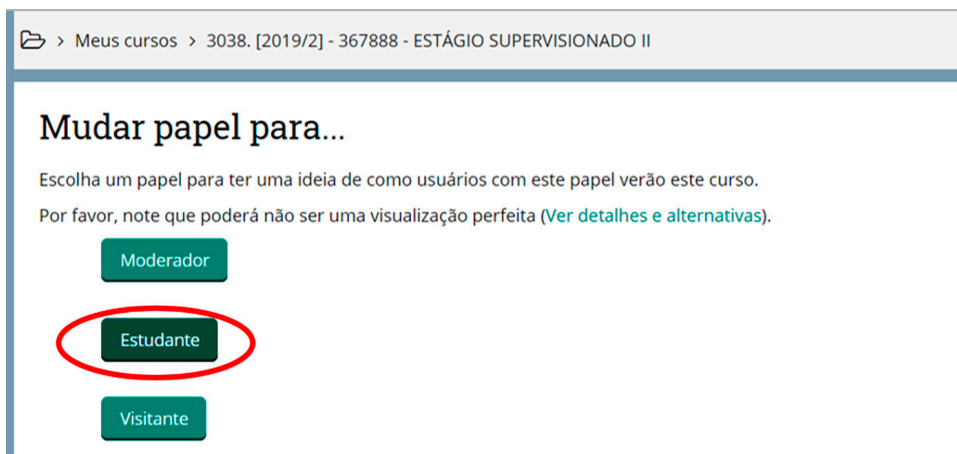 > Meus cursos > 3038. [2019/2] - 367888 - ESTÁGIO SUPERVISIONADO II
Mudar papel para...
Escolha um papel para ter uma ideia de como usuários com este papel verão este curso.
Por favor, note que poderá não ser uma visualização perfeita (Ver detalhes e alternativas).
Moderador
Estudante
Visitante